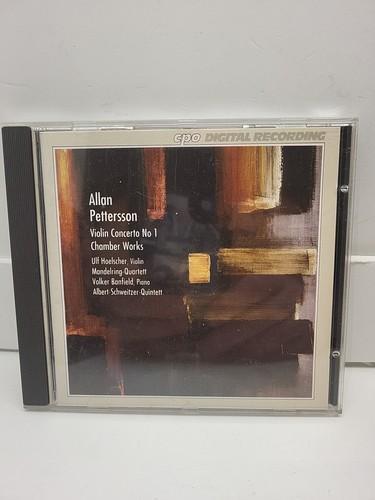 cpo DIGITAL RECORDING
Allan
Pettersson
Violin Concerto No 1
Chamber Works
Ulf Hoelscher, Violin
Mandelring-Quartett
Volker Banfield, Piano
Albert-Schweitzer-Quintett